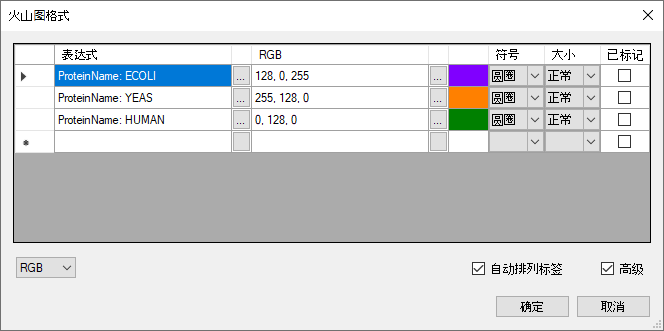 火山图格式
表达式 RGB 符号 大小 已标记
ProteinName: ECOLI ... 128, 0, 255 ... 圆圈 正常
ProteinName: YEAS ... 255, 128, 0 ... 圆圈 正常
ProteinName: HUMAN ... 0, 128, 0 ... 圆圈 正常
... ...
RGB 自动排列标签 高级
确定 取消